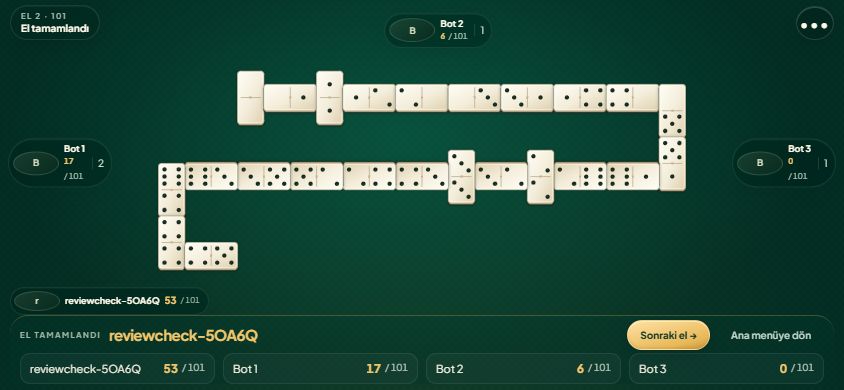 EL 2 · 101
El tamamlandı
B
Bot 2
6 /101
1
•••
B
Bot 1
17
/101
2
B
Bot 3
0
/101
1
r
reviewcheck-5OA6Q 53 /101
EL TAMAMLANDI reviewcheck-5OA6Q
Sonraki el →
Ana menüye dön
reviewcheck-5OA6Q 53 /101
Bot 1 17 /101
Bot 2 6 /101
Bot 3 0 /101